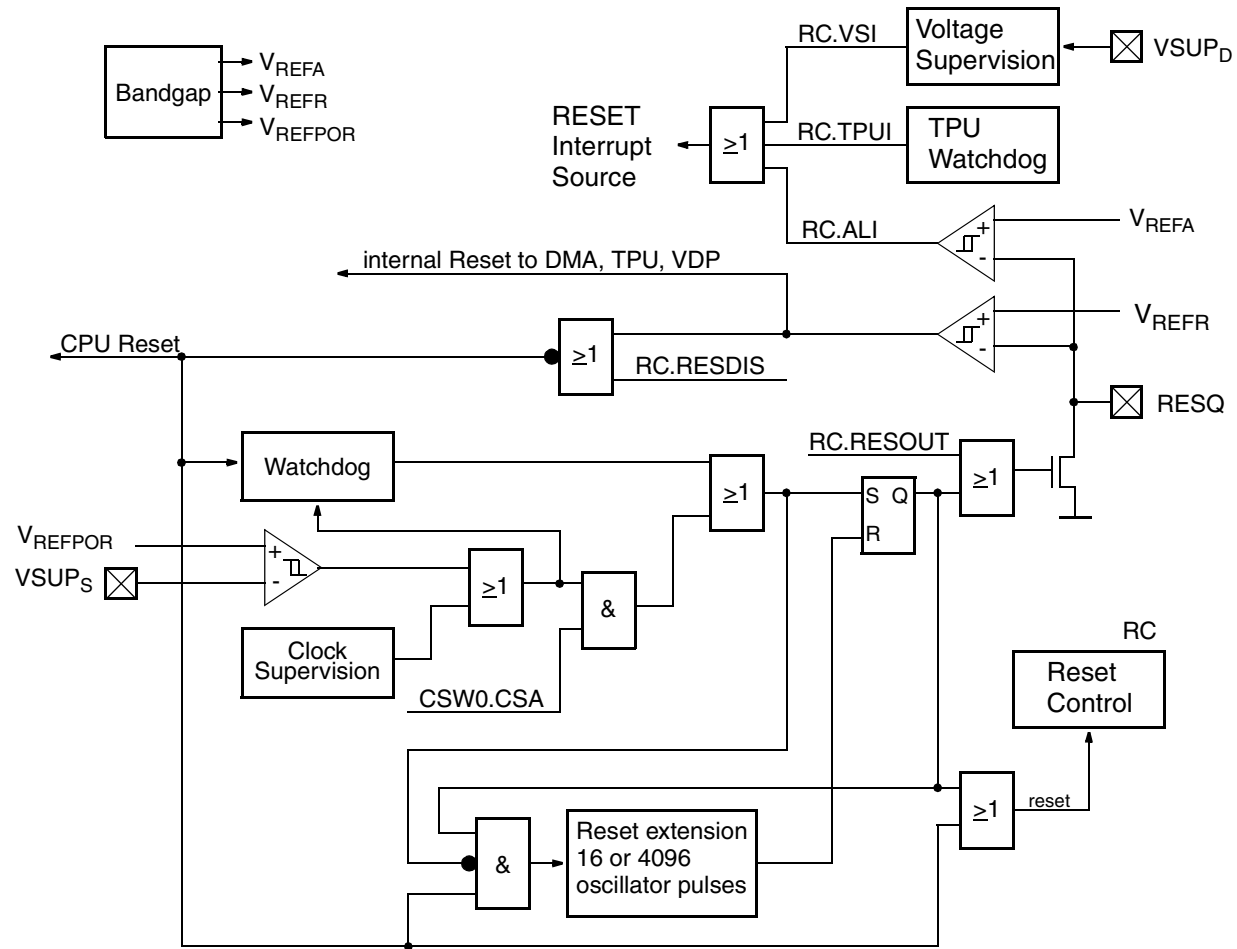 Bandgap
VREFA
VREFR
VREFPOR
RC.VSI
Voltage
Supervision
VSUPD
RESET
Interrupt
Source
≥1
RC.TPUI
TPU
Watchdog
RC.ALI
+
-
VREFA
internal Reset to DMA, TPU, VDP
+
-
VREFR
CPU Reset
≥1
RC.RESDIS
RESQ
Watchdog
≥1
RC.RESOUT
≥1
S Q
R
VREFPOR
VSUPS
+
-
≥1
&
Clock
Supervision
CSW0.CSA
RC
Reset
Control
≥1
reset
&
Reset extension
16 or 4096
oscillator pulses